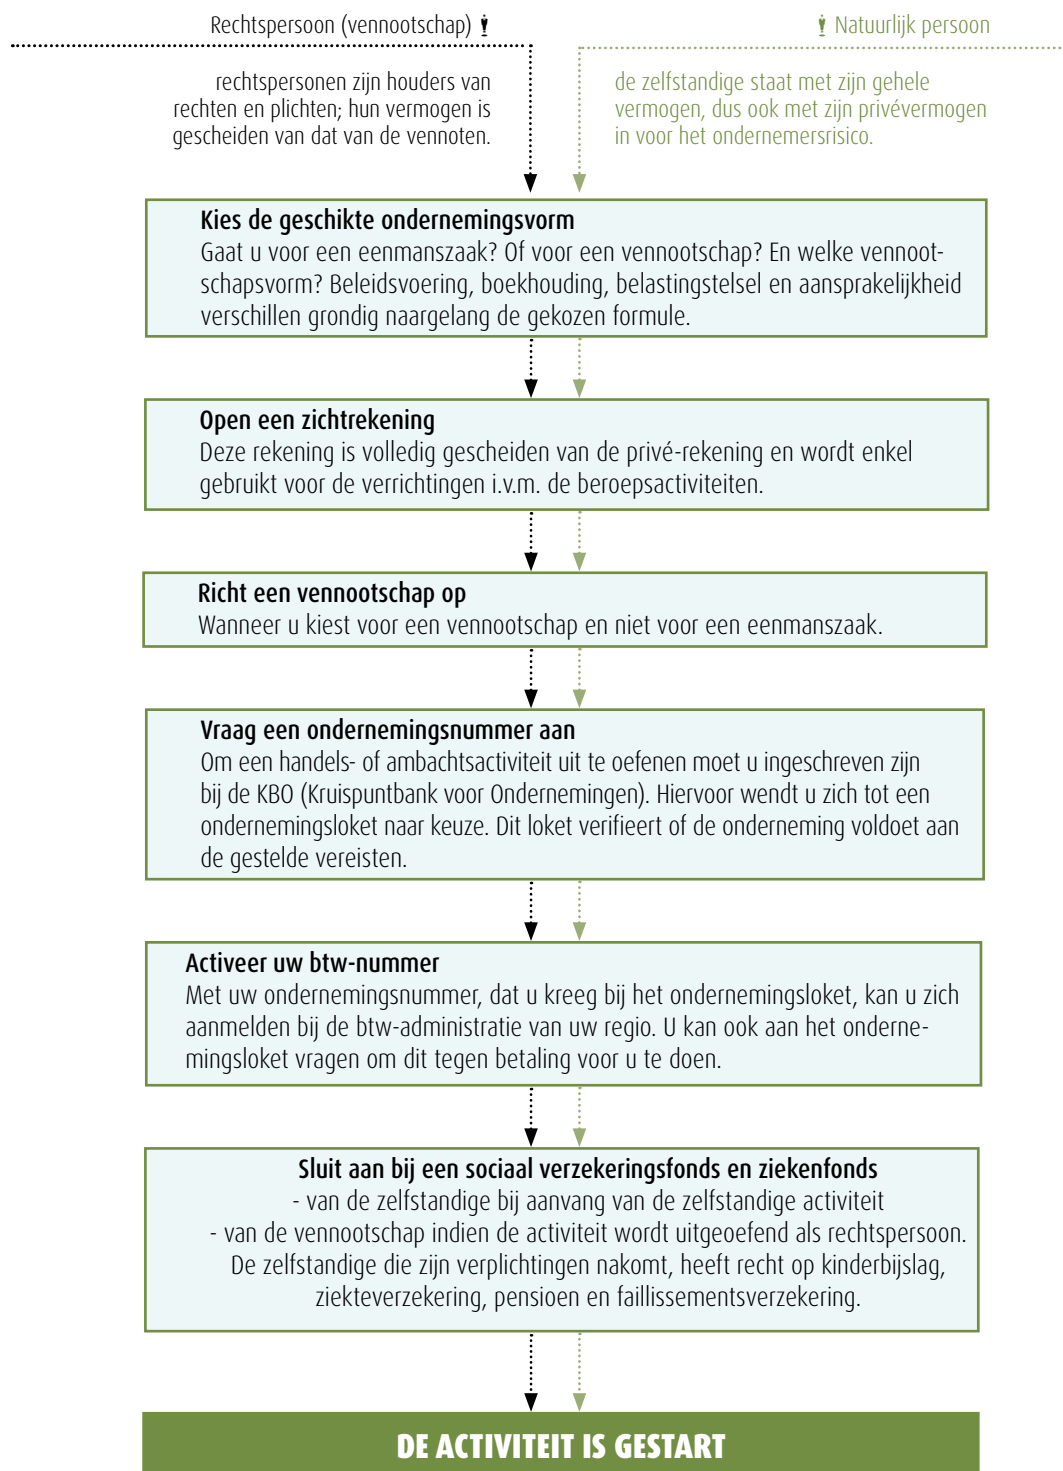 Rechtspersoon (vennootschap)
rechtspersonen zijn houders van
rechten en plichten; hun vermogen is
gescheiden van dat van de vennoten.
Natuurlijk persoon
de zelfstandige staat met zijn gehele
vermogen, dus ook met zijn privévermogen
in voor het ondernemersrisico.
Kies de geschikte ondernemingsvorm
Gaat u voor een eenmanszaak? Of voor een vennootschap? En welke vennoot-
schapsvorm? Beleidsvoering, boekhouding, belastingstelsel en aansprakelijkheid
verschillen grondig naargelang de gekozen formule.
Open een zichtrekening
Deze rekening is volledig gescheiden van de privé-rekening en wordt enkel
gebruikt voor de verrichtingen i.v.m. de beroepsactiviteiten.
Richt een vennootschap op
Wanneer u kiest voor een vennootschap en niet voor een eenmanszaak.
Vraag een ondernemingsnummer aan
Om een handels- of ambachtsactiviteit uit te oefenen moet u ingeschreven zijn
bij de KBO (Kruispuntbank voor Ondernemingen). Hiervoor wendt u zich tot een
ondernemingsloket naar keuze. Dit loket verifieert of de onderneming voldoet aan
de gestelde vereisten.
Activeer uw btw-nummer
Met uw ondernemingsnummer, dat u kreeg bij het ondernemingsloket, kan u zich
aanmelden bij de btw-administratie van uw regio. U kan ook aan het onderne-
mingsloket vragen om dit tegen betaling voor u te doen.
Sluit aan bij een sociaal verzekeringsfonds en ziekenfonds
- van de zelfstandige bij aanvang van de zelfstandige activiteit
- van de vennootschap indien de activiteit wordt uitgeoefend als rechtspersoon.
De zelfstandige die zijn verplichtingen nakomt, heeft recht op kinderbijslag,
ziekteverzekering, pensioen en faillissementsverzekering.
DE ACTIVITEIT IS GESTART